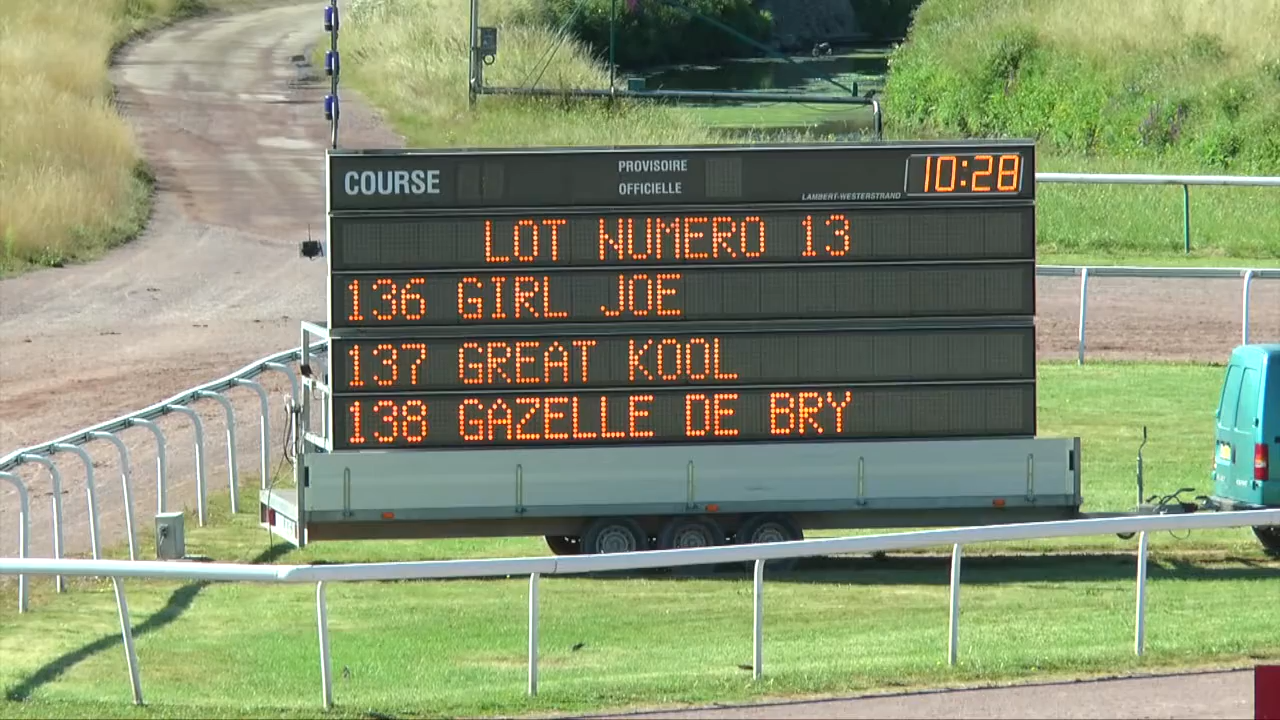 COURSE
PROVISOIRE
OFFICIELLE
LAMBERT-WESTERSTRAND
10:28
LOT NUMERO 13
136 GIRL JOE
137 GREAT KOOL
138 GAZELLE DE BRY